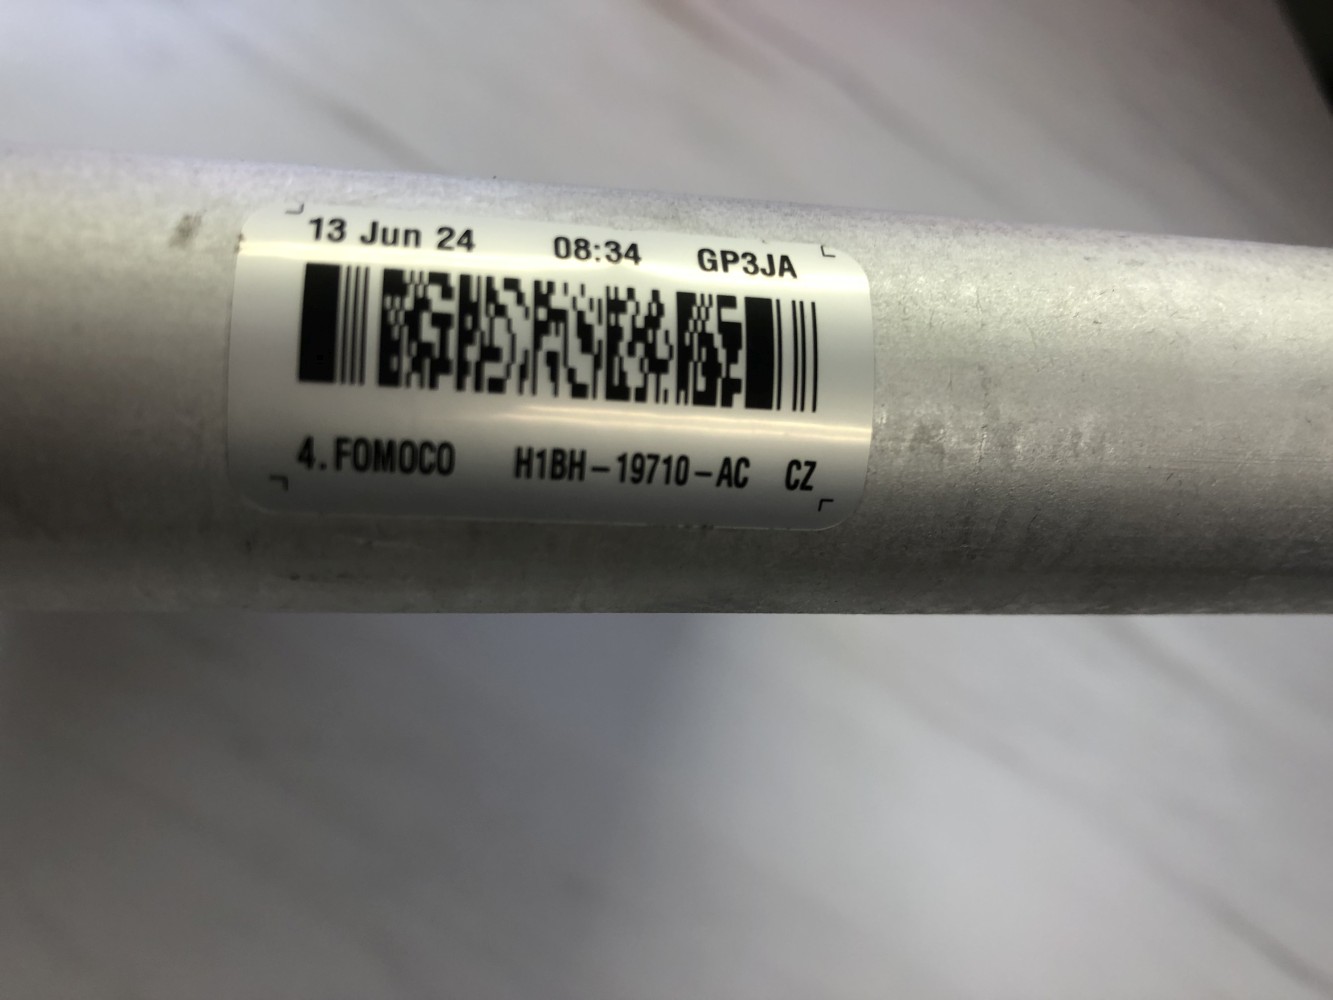 13 Jun 24 08:34 GP3JA
4.FOMOCO H1BH-19710-AC CZ